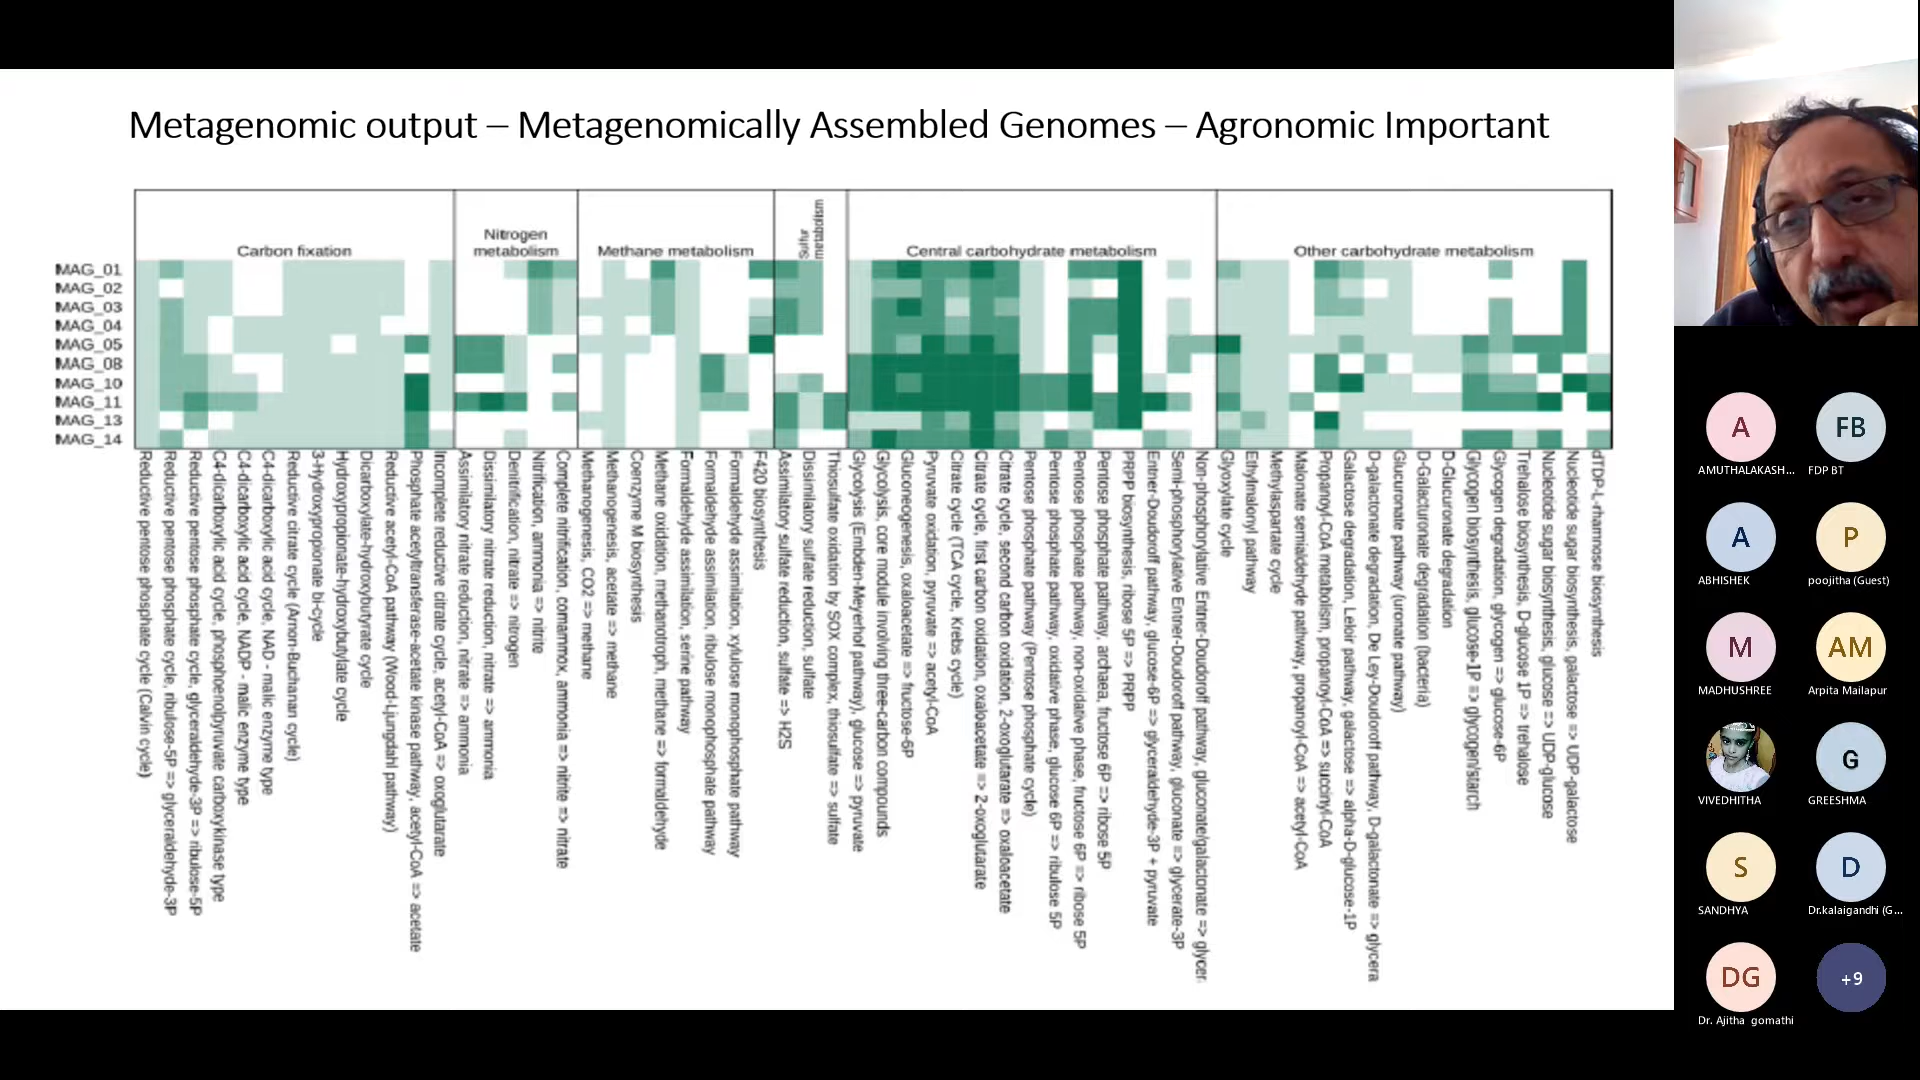 Metagenomic output – Metagenomically Assembled Genomes – Agronomic Important
Carbon fixation
Nitrogen
metabolism
Methane metabolism
Sulfur
metabolism
Central carbohydrate metabolism
Other carbohydrate metabolism
MAG_01
MAG_02
MAG_03
MAG_04
MAG_05
MAG_08
MAG_10
MAG_11
MAG_13
MAG_14
Reductive pentose phosphate cycle (Calvin cycle)
Reductive pentose phosphate cycle, ribulose-5P => glyceraldehyde-3P
Reductive pentose phosphate cycle, glyceraldehyde-3P => ribulose-5P
C4-dicarboxylic acid cycle, phosphoenolpyruvate carboxykinase type
C4-dicarboxylic acid cycle, NADP - malic enzyme type
C4-dicarboxylic acid cycle, NAD - malic enzyme type
Reductive citrate cycle (Arnon-Buchanan cycle)
3-Hydroxypropionate bi-cycle
Hydroxypropionate-hydroxybutylate cycle
Dicarboxylate-hydroxybutyrate cycle
Reductive acetyl-CoA pathway (Wood-Ljungdahl pathway)
Phosphate acetyltransferase-acetate kinase pathway, acetyl-CoA => acetate
Incomplete reductive citrate cycle, acetyl-CoA => oxoglutarate
Assimilatory nitrate reduction, nitrate => ammonia
Dissimilatory nitrate reduction, nitrate => ammonia
Denitrification, nitrate => nitrogen
Nitrification, ammonia => nitrite
Complete nitrification, comammox, ammonia => nitrite => nitrate
Methanogenesis, CO2 => methane
Methanogenesis, acetate => methane
Coenzyme M biosynthesis
Methane oxidation, methanotroph, methane => formaldehyde
Formaldehyde assimilation, serine pathway
Formaldehyde assimilation, ribulose monophosphate pathway
Formaldehyde assimilation, xylulose monophosphate pathway
F420 biosynthesis
Assimilatory sulfate reduction, sulfate => H2S
Dissimilatory sulfate reduction, sulfate
Thiosulfate oxidation by SOX complex, thiosulfate => sulfate
Glycolysis (Embden-Meyerhof pathway), glucose => pyruvate
Glycolysis, core module involving three-carbon compounds
Gluconeogenesis, oxaloacetate => fructose-6P
Pyruvate oxidation, pyruvate => acetyl-CoA
Citrate cycle (TCA cycle, Krebs cycle)
Citrate cycle, first carbon oxidation, oxaloacetate => 2-oxoglutarate
Citrate cycle, second carbon oxidation, 2-oxoglutarate => oxaloacetate
Pentose phosphate pathway (Pentose phosphate cycle)
Pentose phosphate pathway, oxidative phase, glucose 6P => ribulose 5P
Pentose phosphate pathway, non-oxidative phase, fructose 6P => ribose 5P
Pentose phosphate pathway, archaea, fructose 6P => ribose 5P
PRPP biosynthesis, ribose 5P => PRPP
Entner-Doudoroff pathway, glucose-6P => glyceraldehyde-3P + pyruvate
Semi-phosphorylative Entner-Doudoroff pathway, gluconate => glycerate-3P
Non-phosphorylative Entner-Doudoroff pathway, gluconate/galactonate => glycer
Glyoxylate cycle
Ethylmalonyl pathway
Methylaspartate cycle
Malonate semialdehyde pathway, propanoyl-CoA => acetyl-CoA
Propanoyl-CoA metabolism, propanoyl-CoA => succinyl-CoA
Galactose degradation, Leloir pathway, galactose => alpha-D-glucose-1P
D-galactonate degradation, De Ley-Doudoroff pathway, D-galactonate => glycera
Glucuronate pathway (uronate pathway)
D-Galacturonate degradation (bacteria)
D-Glucuronate degradation
Glycogen biosynthesis, glucose-1P => glycogen/starch
Glycogen degradation, glycogen => glucose-6P
Trehalose biosynthesis, D-glucose 1P => trehalose
Nucleotide sugar biosynthesis, glucose => UDP-glucose
Nucleotide sugar biosynthesis, galactose => UDP-galactose
dTDP-L-rhamnose biosynthesis
A
AMUTHALAKASH...
FB
FDP BT
A
ABHISHEK
P
poojitha (Guest)
M
MADHUSHREE
AM
Arpita Mailapur
VIVEDHITHA
G
GREESHMA
S
SANDHYA
D
Dr.kalaigandhi (G...
DG
Dr. Ajitha gomathi
+9